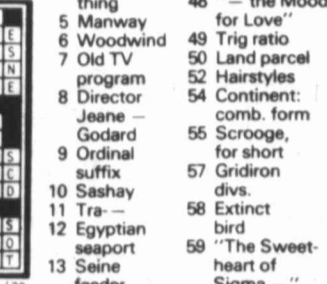 E
S
N
E
S
C
D
S
O
T
thing
5 Manway
6 Woodwind
7 Old TV
program
8 Director
Jeane —
Godard
9 Ordinal
suffix
10 Sashay
11 Tra- —
12 Egyptian
seaport
13 Seine
feeder
48 "— the Mood
for Love"
49 Trig ratio
50 Land parcel
52 Hairstyles
54 Continent:
comb. form
55 Scrooge,
for short
57 Gridiron
divs.
58 Extinct
bird
59 "The Sweet-
heart of
Sigma —"